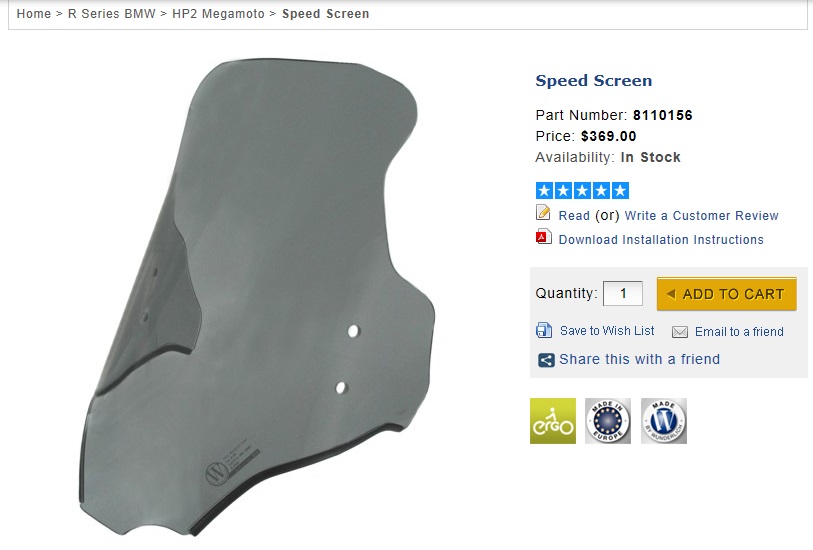 Home > R Series BMW > HP2 Megamoto > Speed Screen
Speed Screen
Part Number: 8110156
Price: $369.00
Availability: In Stock
Read (or) Write a Customer Review
Download Installation Instructions
Quantity: 1 ADD TO CART
Save to Wish List Email to a friend
Share this with a friend
ergo
MADE IN
EUROPE
MADE
W
BY WUNDERLICH
W